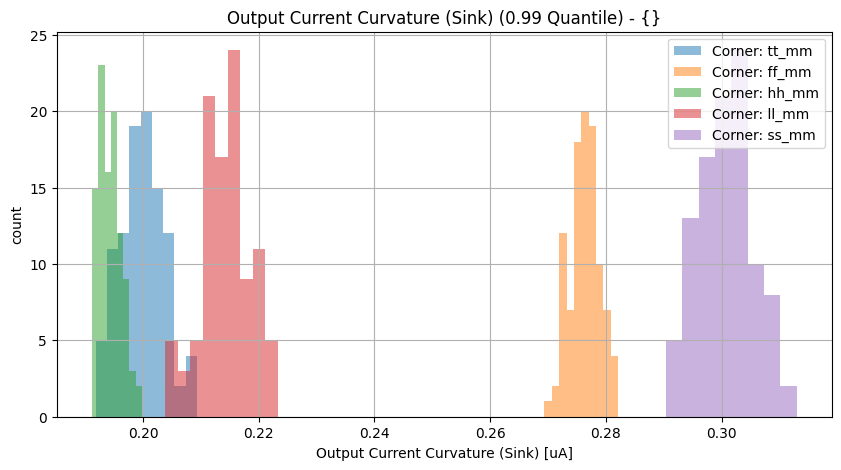 Output Current Curvature (Sink) (0.99 Quantile) - {}
25
20
15
10
5
0
count
Corner: tt_mm
Corner: ff_mm
Corner: hh_mm
Corner: ll_mm
Corner: ss_mm
0.20 0.22 0.24 0.26 0.28 0.30
Output Current Curvature (Sink) [uA]